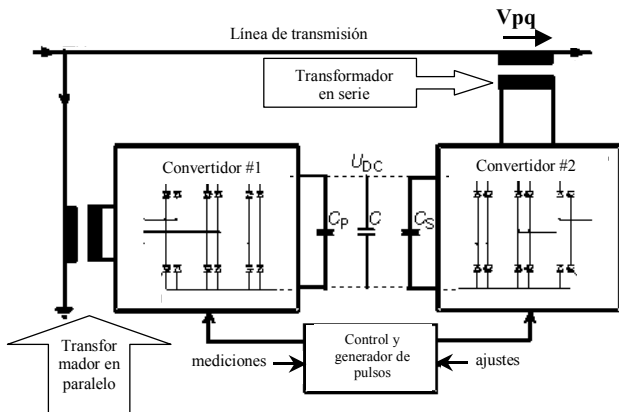 Vpq
Línea de transmisión
Transformador
en serie
Convertidor #1
U_DC
Convertidor #2
C_P
C
C_S
Transfor
mador en
paralelo
mediciones
Control y
generador de
pulsos
ajustes